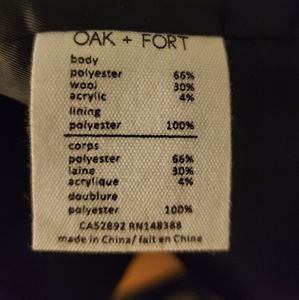 OAK + FORT
body
polyester 66%
wool 30%
acrylic 4%
lining
polyester 100%
corps
polyester 66%
laine 30%
acrylique 4%
doublure
polyester 100%
CA52892 RN148388
made in China/ fait en Chine